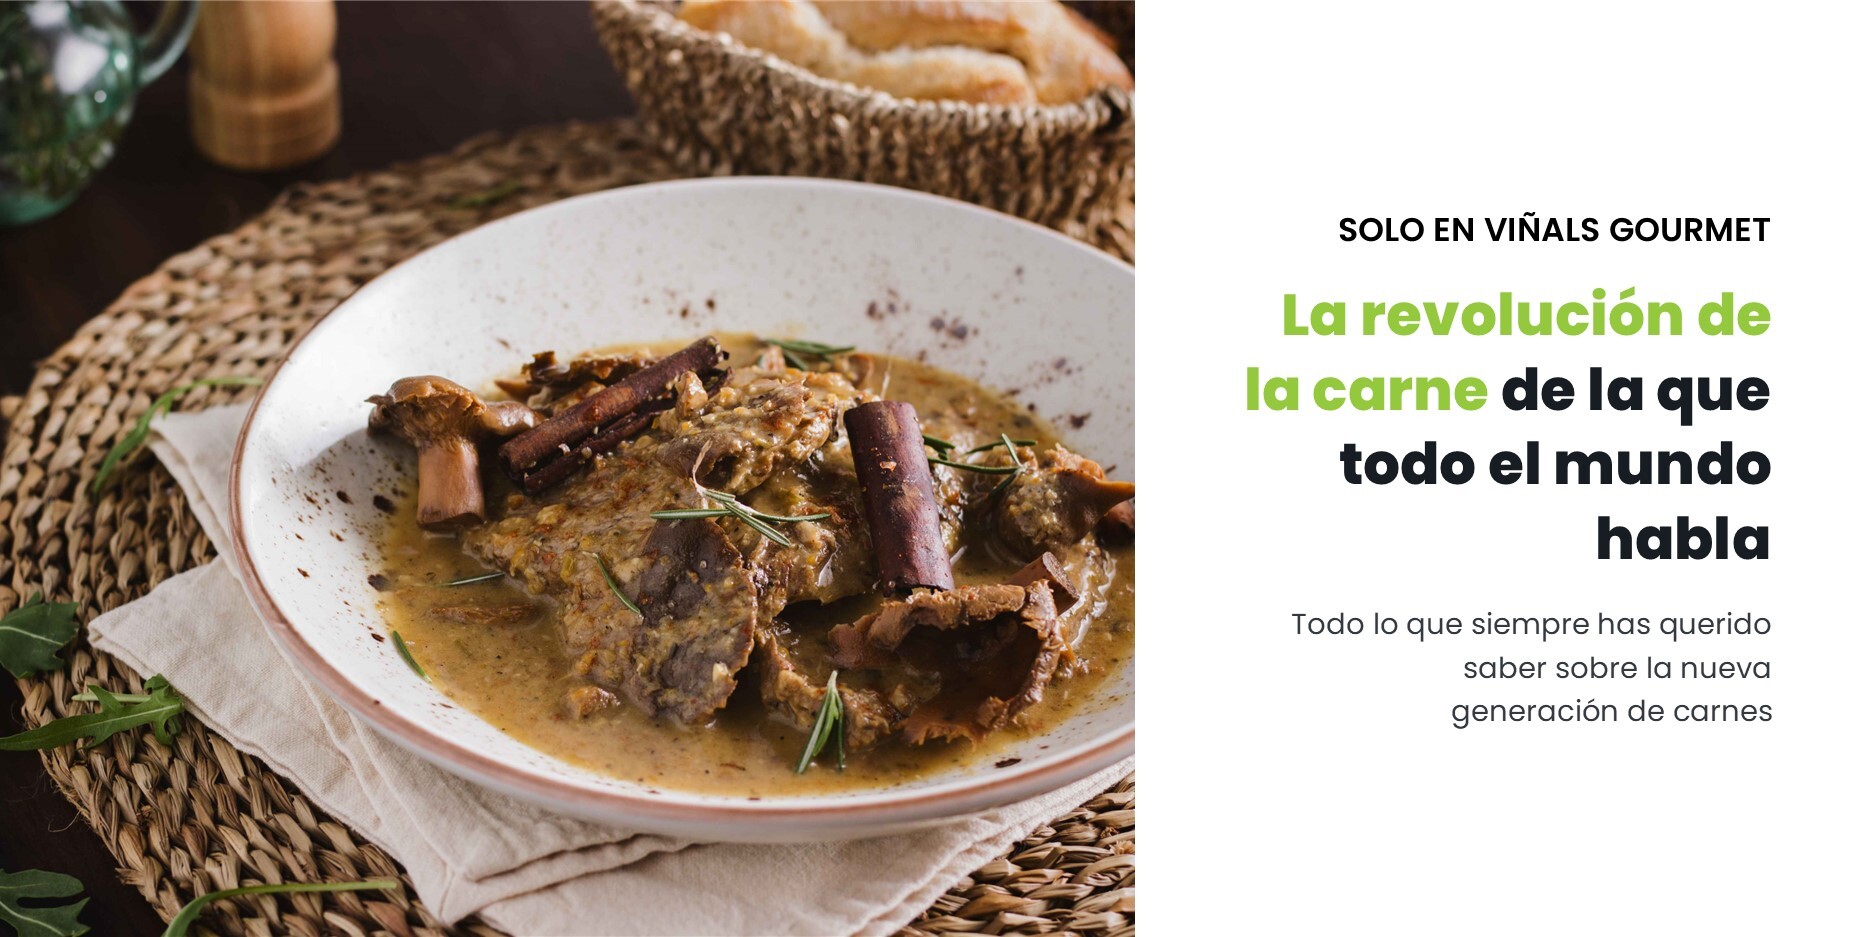 SOLO EN VIÑALS GOURMET
La revolución de
la carne de la que
todo el mundo
habla
Todo lo que siempre has querido
saber sobre la nueva
generación de carnes